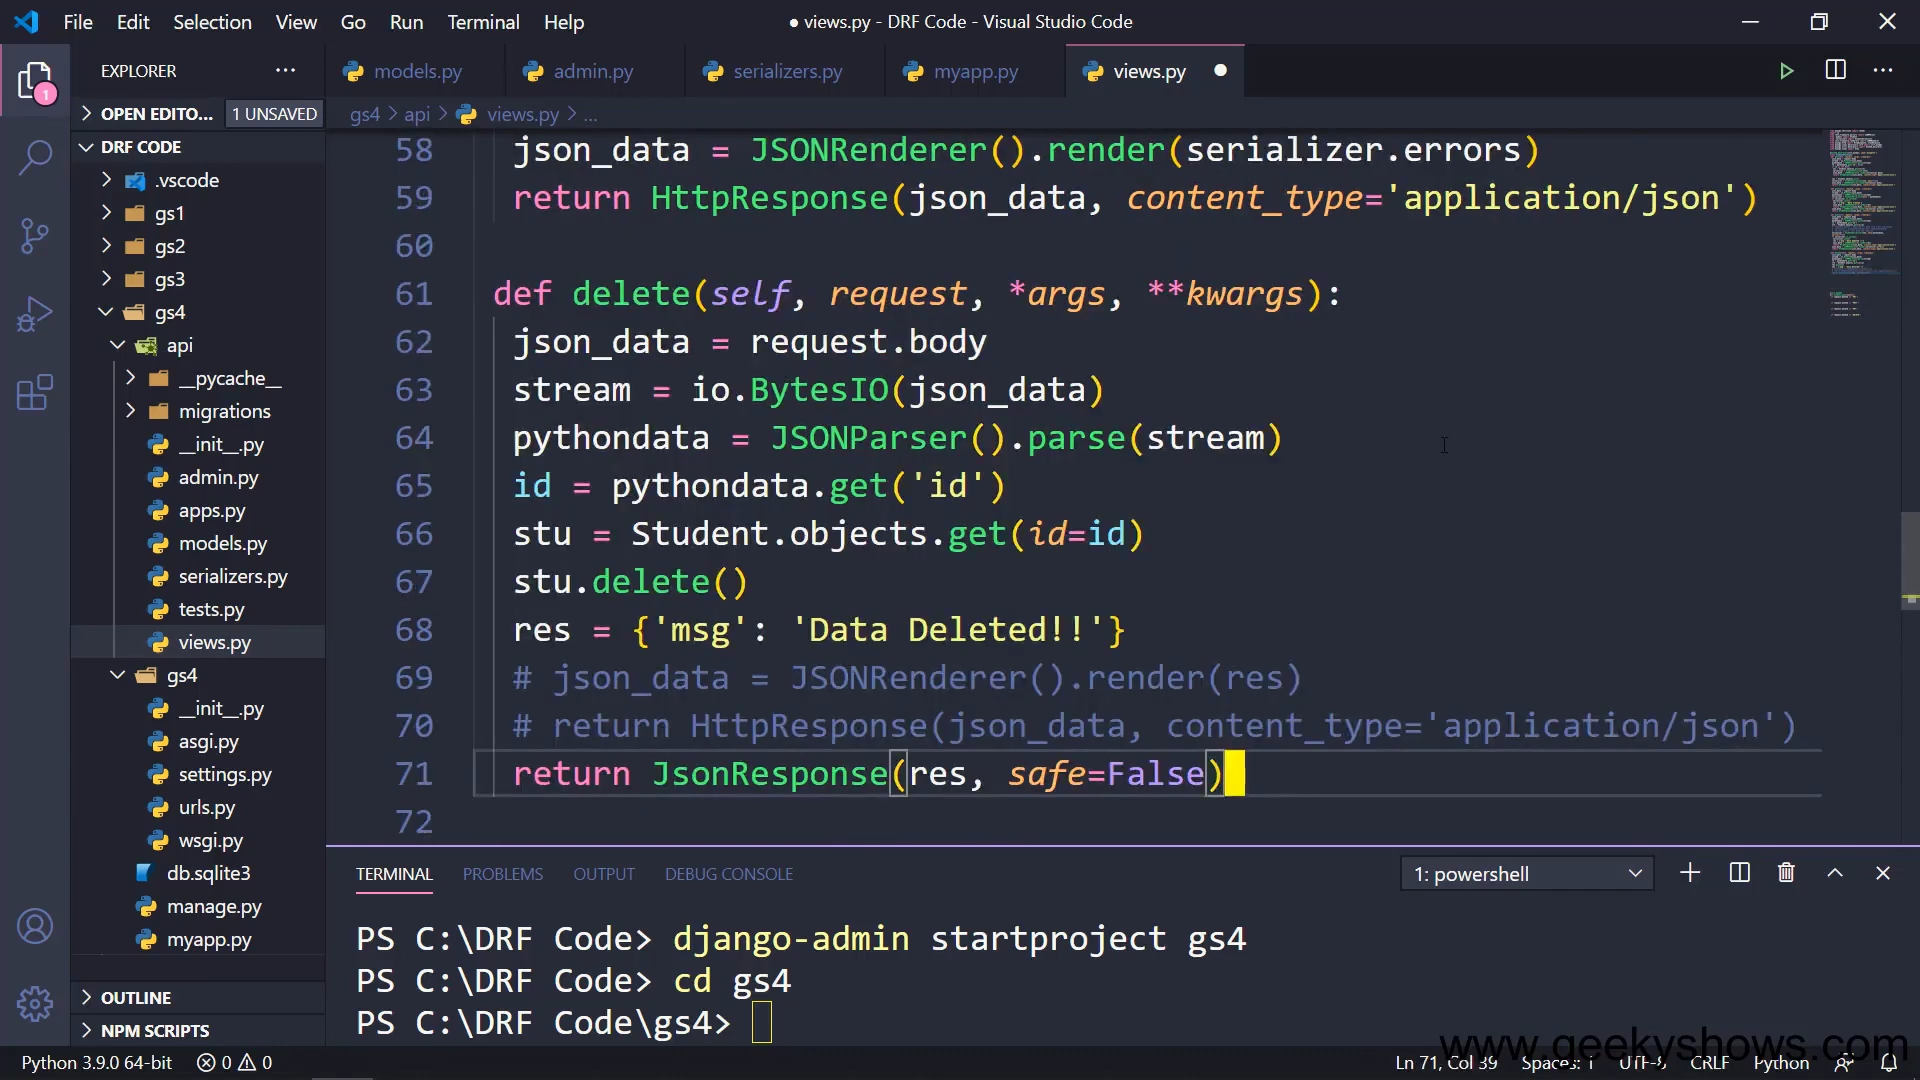 File Edit Selection View Go Run Terminal Help
● views.py - DRF Code - Visual Studio Code
EXPLORER
models.py admin.py serializers.py myapp.py views.py
OPEN EDITO... 1 UNSAVED
gs4 > api > views.py > ...
DRF CODE
.vscode
gs1
gs2
gs3
gs4
api
__pycache__
migrations
__init__.py
admin.py
apps.py
models.py
serializers.py
tests.py
views.py
gs4
__init__.py
asgi.py
settings.py
urls.py
wsgi.py
db.sqlite3
manage.py
myapp.py
OUTLINE
NPM SCRIPTS
1
58 json_data = JSONRenderer().render(serializer.errors)
59 return HttpResponse(json_data, content_type='application/json')
60
61 def delete(self, request, *args, **kwargs):
62 json_data = request.body
63 stream = io.BytesIO(json_data)
64 pythondata = JSONParser().parse(stream)
65 id = pythondata.get('id')
66 stu = Student.objects.get(id=id)
67 stu.delete()
68 res = {'msg': 'Data Deleted!!'}
69 # json_data = JSONRenderer().render(res)
70 # return HttpResponse(json_data, content_type='application/json')
71 return JsonResponse(res, safe=False)
72
TERMINAL PROBLEMS OUTPUT DEBUG CONSOLE
1: powershell
PS C:\DRF Code> django-admin startproject gs4
PS C:\DRF Code> cd gs4
PS C:\DRF Code\gs4>
www.geekyshows.com
Python 3.9.0 64-bit 0 0
Ln 71, Col 39 Spaces: 1 UTF-8 CRLF Python